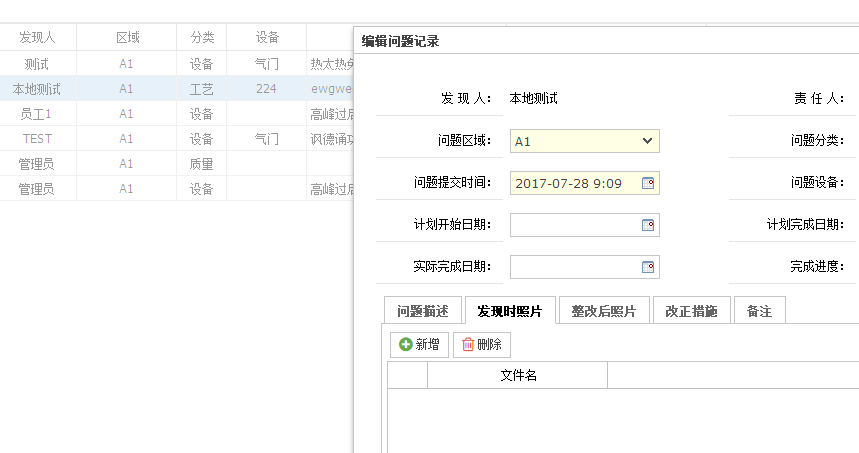 发现人 区域 分类 设备
测试 A1 设备 气门 热太热免
本地测试 A1 工艺 224 ewgwe
员工1 A1 设备 高峰过后
TEST A1 设备 气门 讽德诵功
管理员 A1 质量
管理员 A1 设备 高峰过后
编辑问题记录
发 现 人： 本地测试 责 任 人：
问题区域： A1 问题分类：
问题提交时间： 2017-07-28 9:09 问题设备：
计划开始日期： 计划完成日期：
实际完成日期： 完成进度：
问题描述 发现时照片 整改后照片 改正措施 备注
新增 删除
文件名